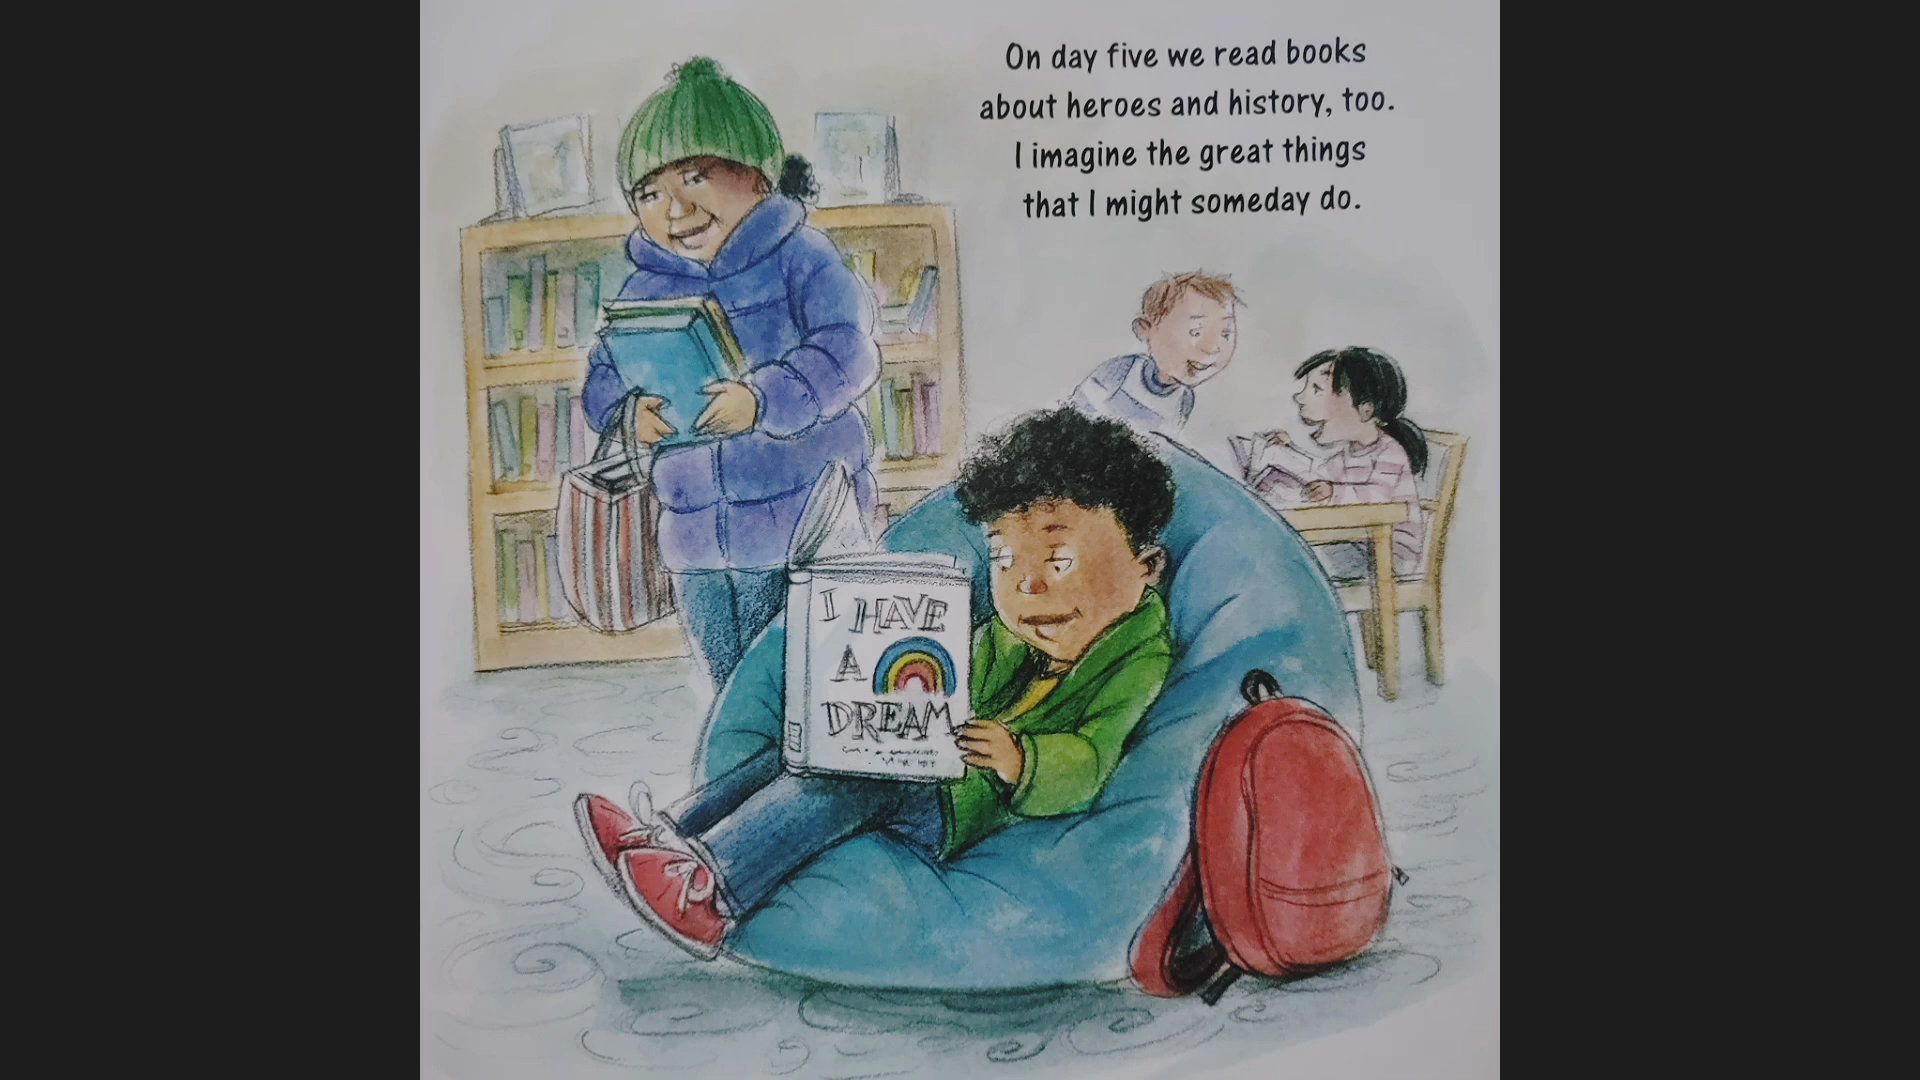 On day five we read books
about heroes and history, too.
I imagine the great things
that I might someday do.
I HAVE
A
DREAM